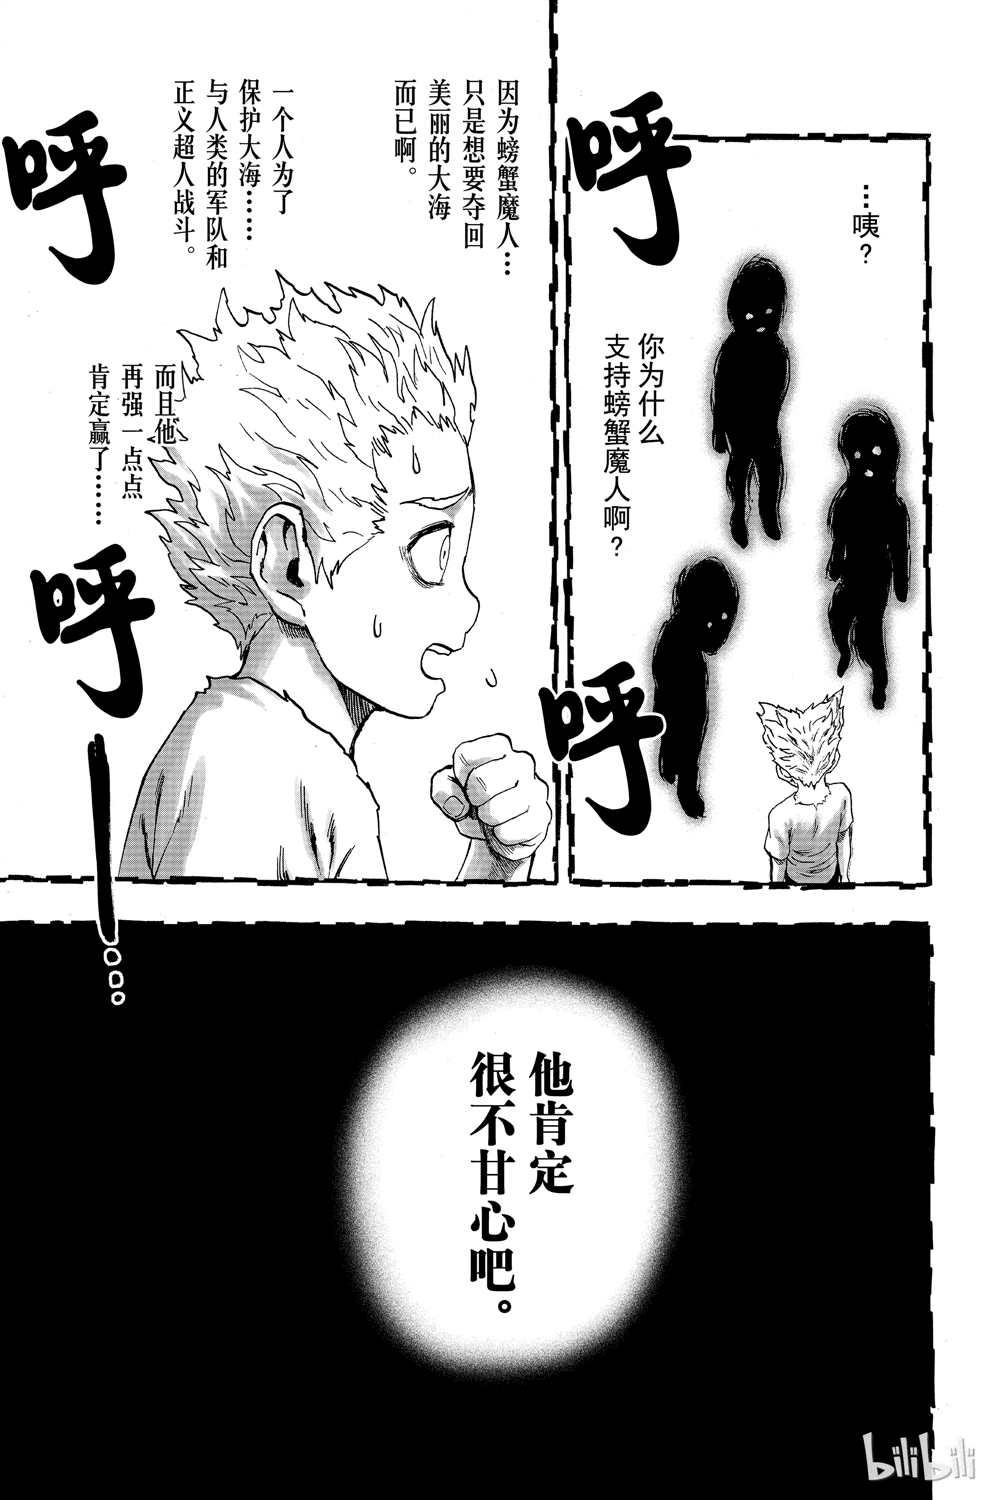 …咦?
你为什么
支持螃蟹魔人啊?
呼
呼
因为螃蟹魔人…
只是想要夺回
美丽的大海
而已啊。
一个人为了
保护大海……
与人类的军队和
正义超人战斗。
而且他
再强一点点
肯定赢了……
呼
呼
ー。。。
他肯定
很不甘心吧。
bilibili